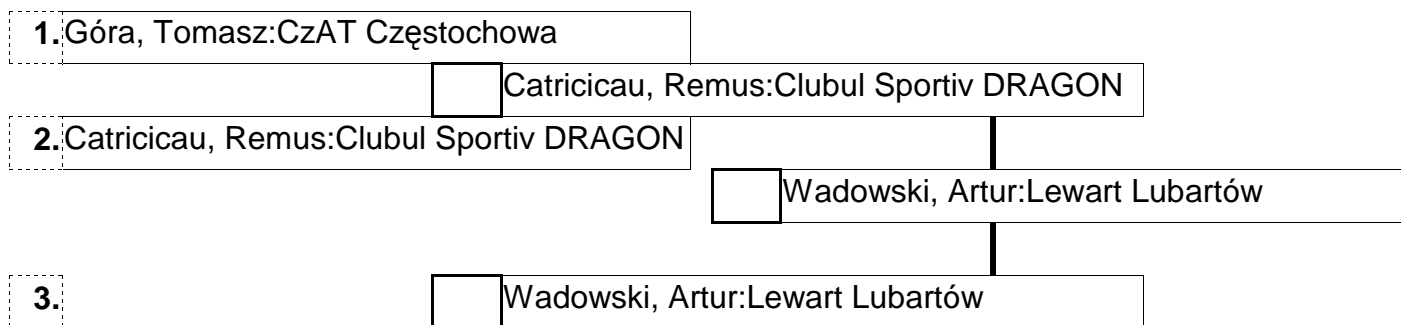 1. Góra, Tomasz:CzAT Częstochowa
Catricicau, Remus:Clubul Sportiv DRAGON
2. Catricicau, Remus:Clubul Sportiv DRAGON
Wadowski, Artur:Lewart Lubartów
3. Wadowski, Artur:Lewart Lubartów